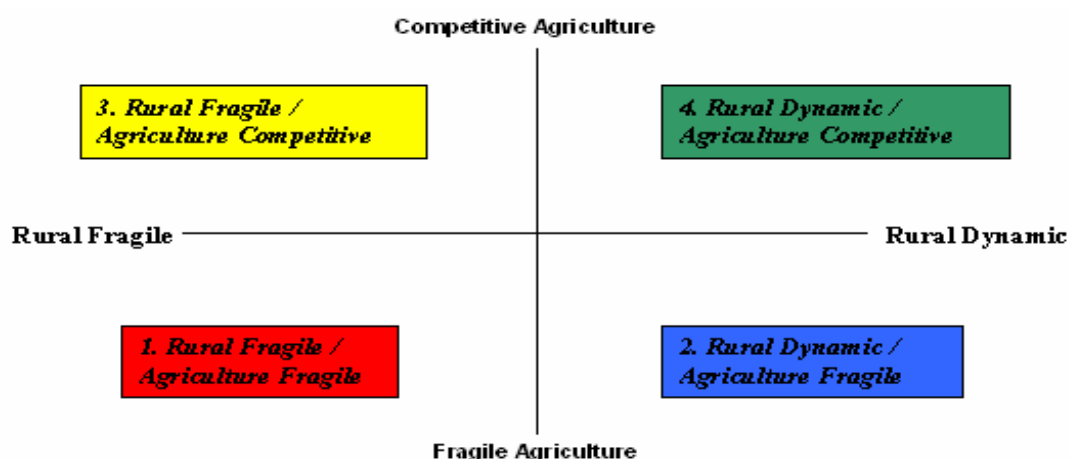 Competitive Agriculture
3. Rural Fragile /
Agriculture Competitive
4. Rural Dynamic /
Agriculture Competitive
Rural Fragile
Rural Dynamic
1. Rural Fragile /
Agriculture Fragile
2. Rural Dynamic /
Agriculture Fragile
Fragile Agriculture